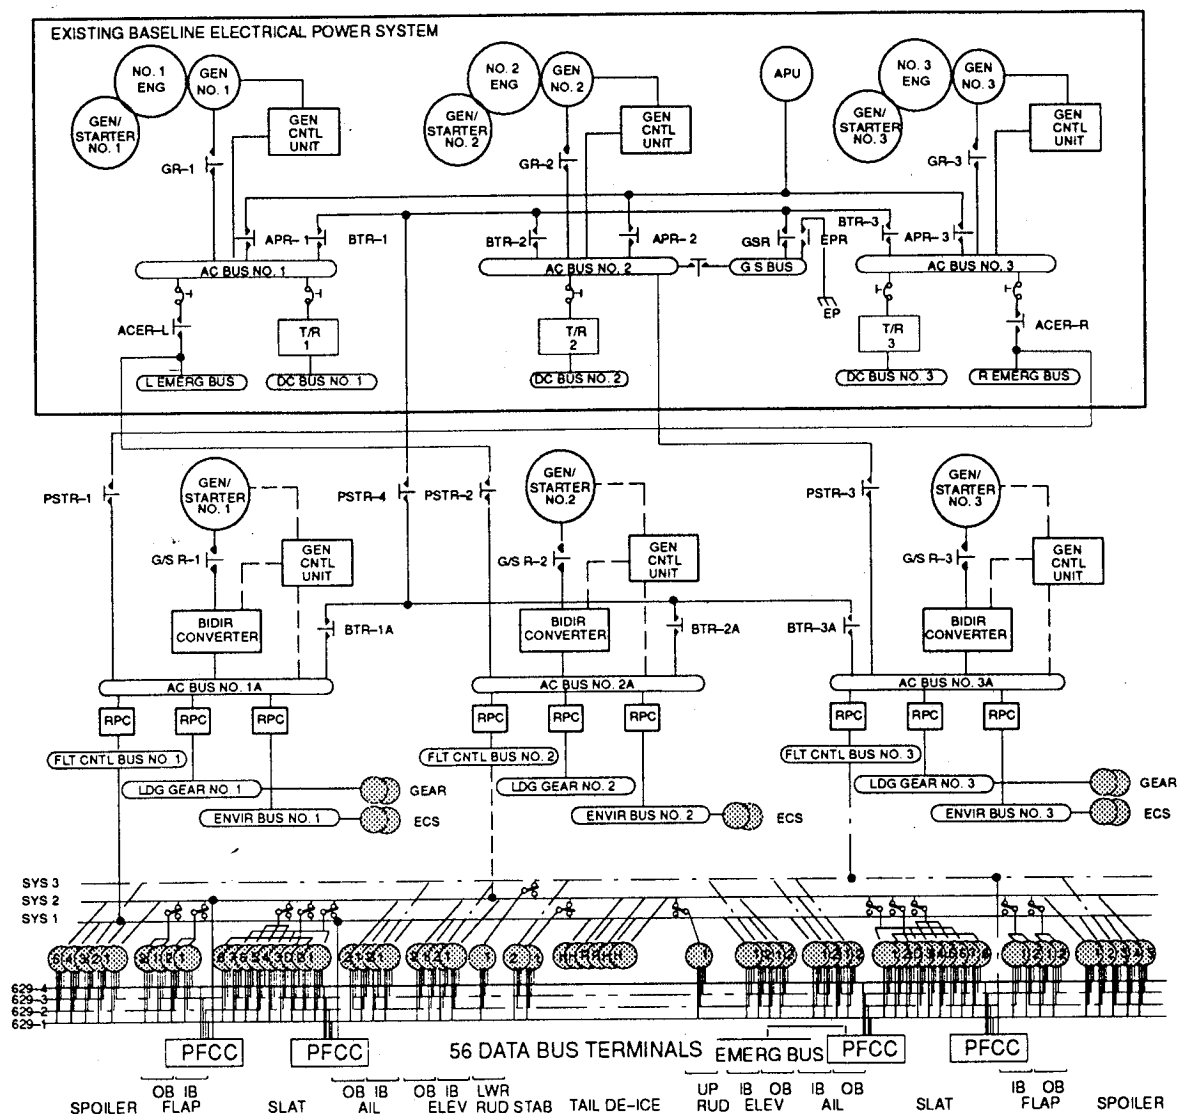 EXISTING BASELINE ELECTRICAL POWER SYSTEM
NO. 1 ENG
GEN NO. 1
GEN/ STARTER NO. 1
GEN CNTL UNIT
NO. 2 ENG
GEN NO. 2
GEN/ STARTER NO. 2
GEN CNTL UNIT
APU
NO. 3 ENG
GEN NO. 3
GEN/ STARTER NO. 3
GEN CNTL UNIT
GR-1
GR-2
GR-3
APR-1
BTR-1
BTR-2
APR-2
GSR
EPR
BTR-3
APR-3
AC BUS NO. 1
AC BUS NO. 2
G S BUS
AC BUS NO. 3
EP
ACER-L
T/R 1
T/R 2
T/R 3
ACER-R
L EMERG BUS
DC BUS NO. 1
DC BUS NO. 2
DC BUS NO. 3
R EMERG BUS
PSTR-1
GEN/ STARTER NO. 1
PSTR-4
PSTR-2
GEN/ STARTER NO.2
PSTR-3
GEN/ STARTER NO. 3
G/S R-1
GEN CNTL UNIT
G/S R-2
GEN CNTL UNIT
G/S R-3
GEN CNTL UNIT
BIDIR CONVERTER
BTR-1A
BIDIR CONVERTER
BTR-2A
BTR-3A
BIDIR CONVERTER
AC BUS NO. 1A
AC BUS NO. 2A
AC BUS NO. 3A
RPC RPC RPC
RPC RPC RPC
RPC RPC RPC
FLT CNTL BUS NO. 1
FLT CNTL BUS NO. 2
FLT CNTL BUS NO. 3
LDG GEAR NO. 1
GEAR
LDG GEAR NO. 2
LDG GEAR NO. 3
GEAR
ENVIR BUS NO. 1
ECS
ENVIR BUS NO. 2
ECS
ENVIR BUS NO. 3
ECS
SYS 3
SYS 2
SYS 1
629-4
629-3
629-2
629-1
PFCC
PFCC
56 DATA BUS TERMINALS
EMERG BUS
PFCC
PFCC
OB IB
OB IB
OB IB
LWR
UP
IB OB
IB OB
IB OB
SPOILER FLAP SLAT AIL ELEV RUD STAB TAIL DE-ICE RUD ELEV AIL SLAT FLAP SPOILER